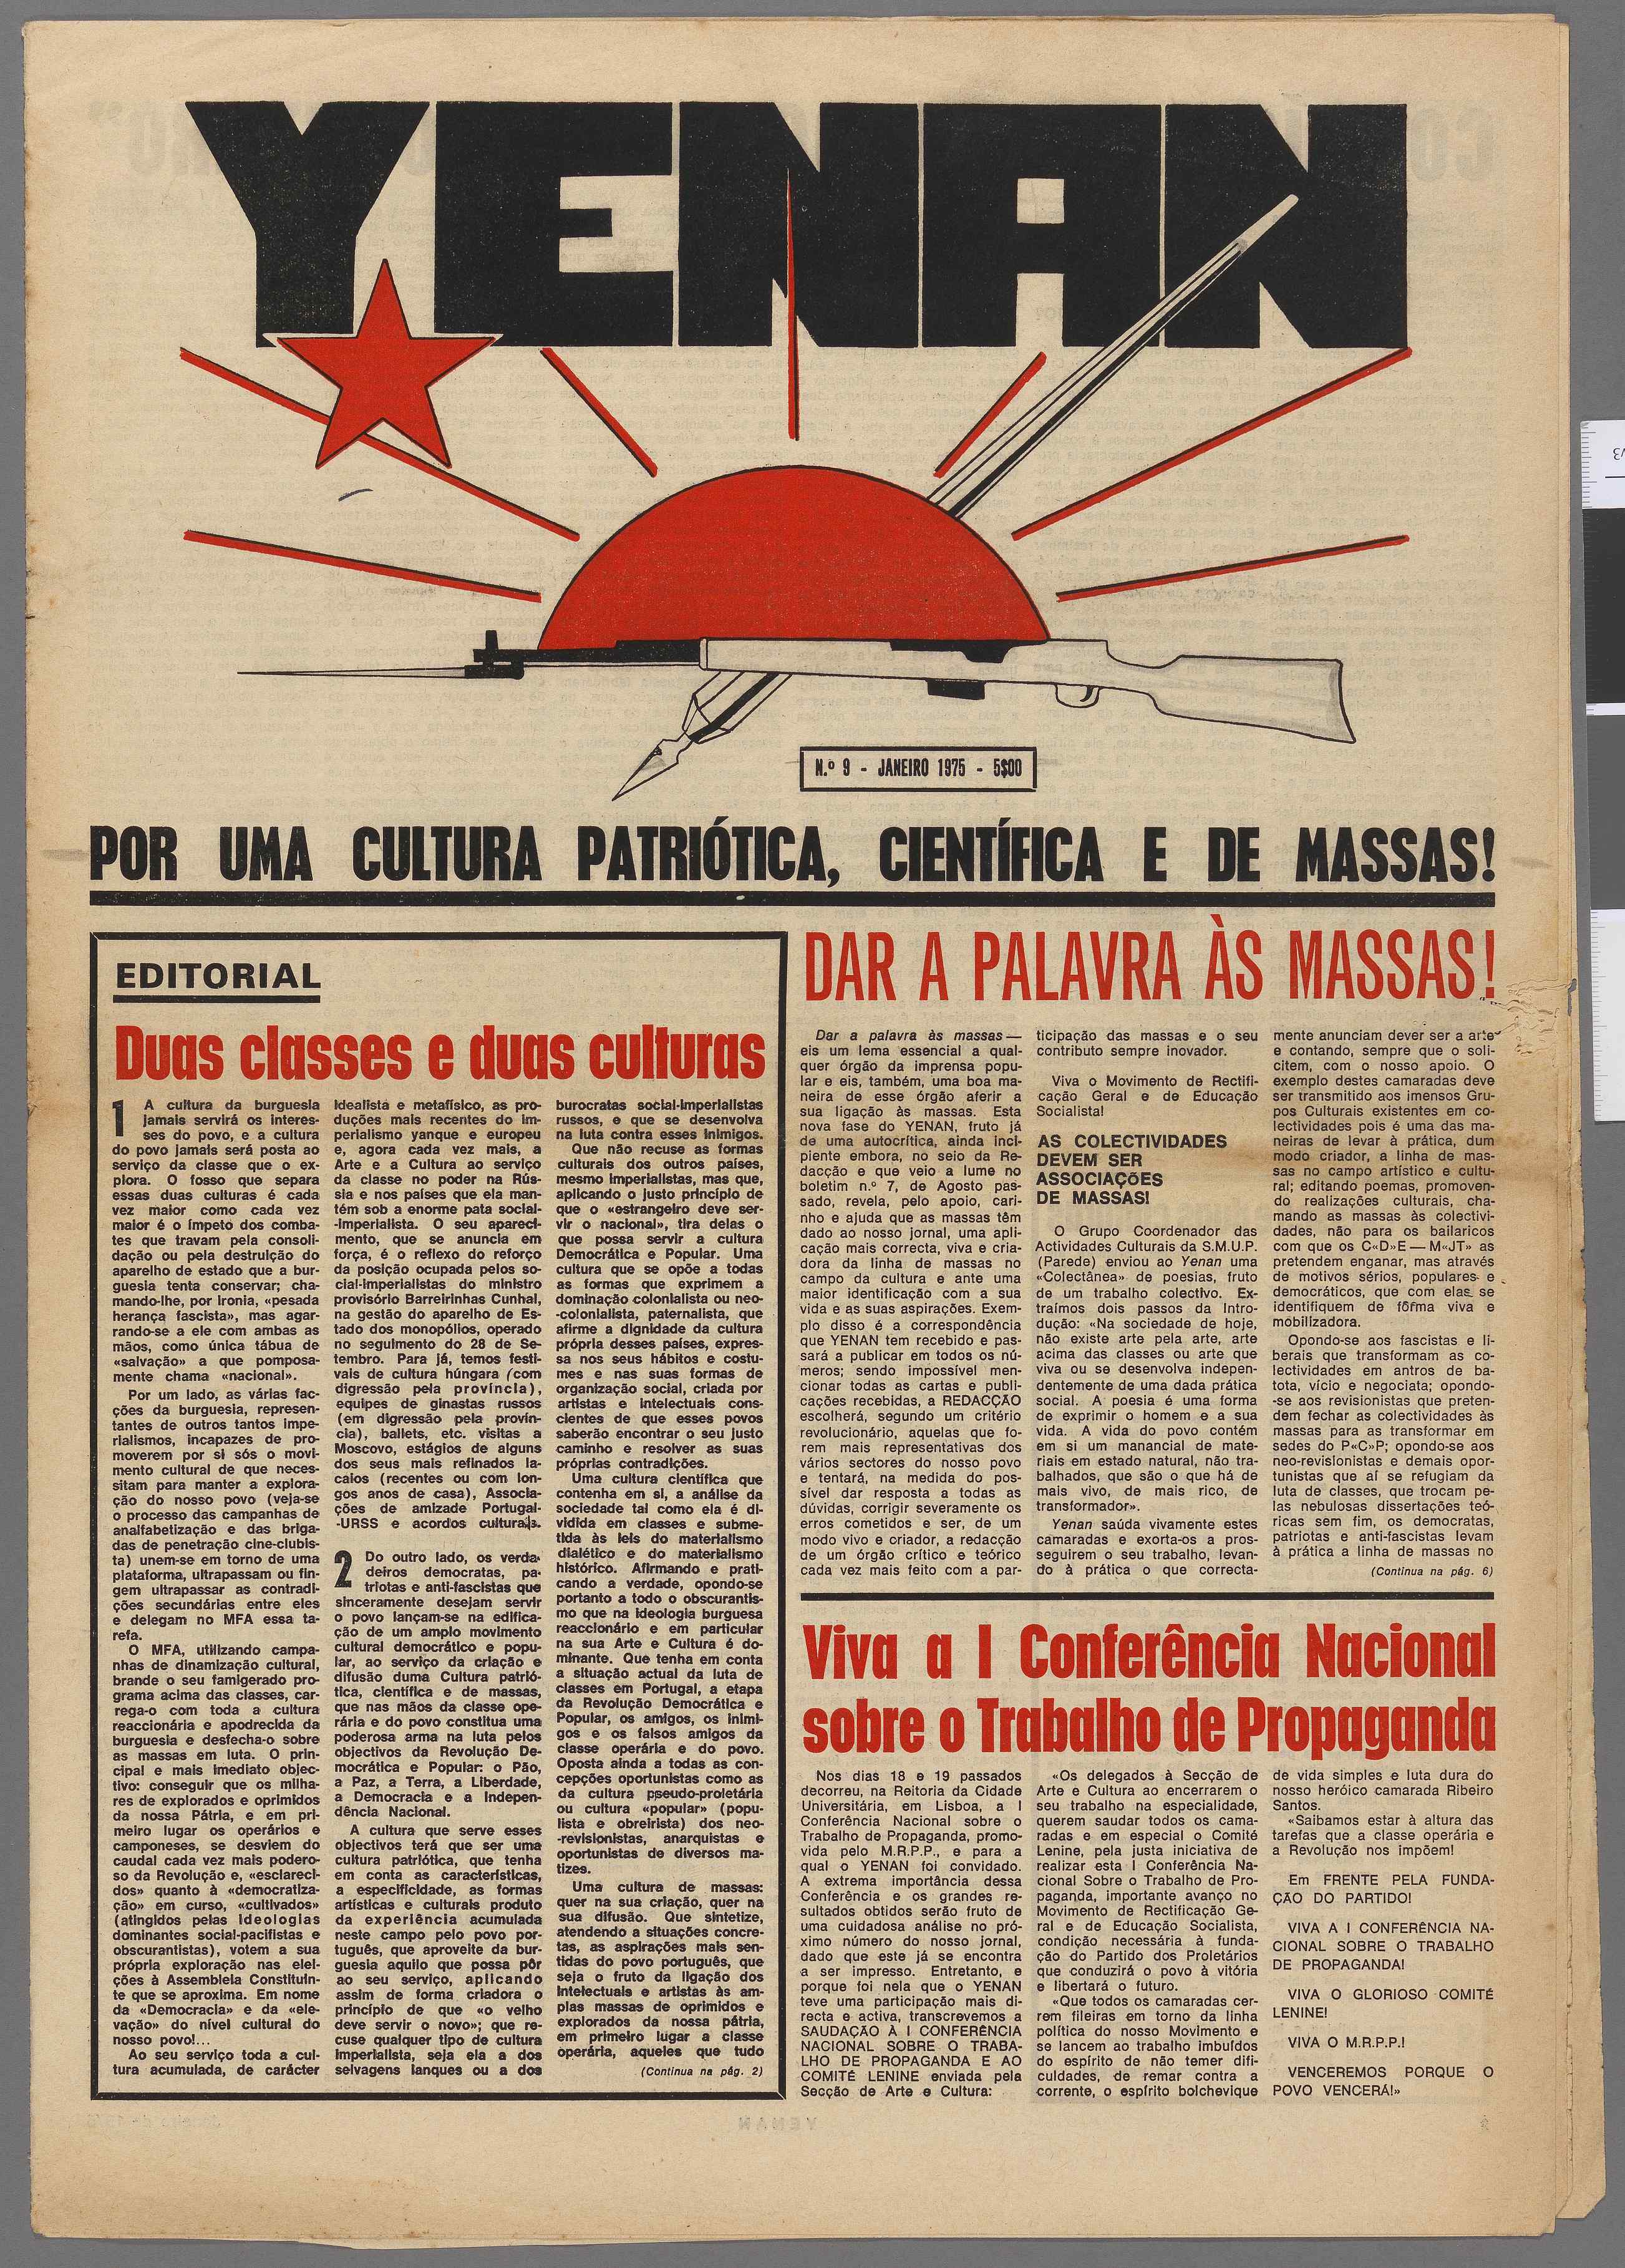 YENAN
N.º 9 - JANEIRO 1975 - 5$00
POR UMA CULTURA PATRIÓTICA, CIENTÍFICA E DE MASSAS!
EDITORIAL
Duas classes e duas culturas
1 A cultura da burguesia
jamais servirá os interes-
ses do povo, e a cultura
do povo jamais será posta ao
serviço da classe que o ex-
plora. O fosso que separa
essas duas culturas é cada
vez maior como cada vez
maior é o ímpeto dos comba-
tes que travam pela consoli-
dação ou pela destruição do
aparelho de estado que a bur-
guesia tenta conservar; cha-
mando-lhe, por ironia, «pesada
herança fascista», mas agar-
rando-se a ele com ambas as
mãos, como única tábua de
«salvação» a que pomposa-
mente chama «nacional».
Por um lado, as várias fac-
ções da burguesia, represen-
tantes de outros tantos impe-
rialismos, incapazes de pro-
moverem por si sós o movi-
mento cultural de que neces-
sitam para manter a explora-
ção do nosso povo (veja-se
o processo das campanhas de
analfabetização e das briga-
das de penetração cine-clubis-
ta) unem-se em torno de uma
plataforma, ultrapassam ou fin-
gem ultrapassar as contradi-
ções secundárias entre eles
e delegam no MFA essa ta-
refa.
O MFA, utilizando campa-
nhas de dinamização cultural,
brande o seu famigerado pro-
grama acima das classes, car-
rega-o com toda a cultura
reaccionária e apodrecida da
burguesia e desfecha-o sobre
as massas em luta. O prin-
cipal e mais imediato objec-
tivo: conseguir que os milha-
res de explorados e oprimidos
da nossa Pátria, e em pri-
meiro lugar os operários e
camponeses, se desviem do
caudal cada vez mais podero-
so da Revolução e, «esclareci-
dos» quanto à «democratiza-
ção» em curso, «cultivados»
(atingidos pelas ideologias
dominantes social-pacifistas e
obscurantistas), votem a sua
própria exploração nas elei-
ções à Assembleia Constituin-
te que se aproxima. Em nome
da «Democracia» e da «ele-
vação» do nível cultural do
nosso povo!...
Ao seu serviço toda a cul-
tura acumulada, de carácter
idealista e metafísico, as pro-
duções mais recentes do im-
perialismo yanque e europeu
e, agora cada vez mais, a
Arte e a Cultura ao serviço
da classe no poder na Rús-
sia e nos países que ela man-
têm sob a enorme pata social-
-imperialista. O seu apareci-
mento, que se anuncia em
força, é o reflexo do reforço
da posição ocupada pelos so-
cial-imperialistas do ministro
provisório Barreirinhas Cunhal,
na gestão do aparelho de Es-
tado dos monopólios, operado
no seguimento do 28 de Se-
tembro. Para já, temos festi-
vais de cultura húngara (com
digressão pela província),
equipes de ginastas russos
(em digressão pela provín-
cia), ballets, etc. visitas a
Moscovo, estágios de alguns
dos seus mais refinados la-
caios (recentes ou com lon-
gos anos de casa), Associa-
ções de amizade Portugal-
-URSS e acordos culturais.
2 Do outro lado, os verda-
deiros democratas, pa-
triotas e anti-fascistas que
sinceramente desejam servir
o povo lançam-se na edifica-
ção de um amplo movimento
cultural democrático e popu-
lar, ao serviço da criação e
difusão duma Cultura patrió-
tica, científica e de massas,
que nas mãos da classe ope-
rária e do povo constitua uma
poderosa arma na luta pelos
objectivos da Revolução De-
mocrática e Popular: o Pão,
a Paz, a Terra, a Liberdade,
a Democracia e a Indepen-
dência Nacional.
A cultura que serve esses
objectivos terá que ser uma
cultura patriótica, que tenha
em conta as características,
a especificidade, as formas
artísticas e culturais produto
da experiência acumulada
neste campo pelo povo por-
tuguês, que aproveite da bur-
guesia aquilo que possa pôr
ao seu serviço, aplicando
assim de forma criadora o
princípio de que «o velho
deve servir o novo»; que re-
cuse qualquer tipo de cultura
imperialista, seja ela a dos
selvagens ianques ou a dos
burocratas social-imperialistas
russos, e que se desenvolva
na luta contra esses inimigos.
Que não recuse as formas
culturais dos outros países,
mesmo imperialistas, mas que,
aplicando o justo princípio de
que o «estrangeiro deve ser-
vir o nacional», tira delas o
que possa servir a cultura
Democrática e Popular. Uma
cultura que se opõe a todas
as formas que exprimem a
dominação colonialista ou neo-
-colonialista, paternalista, que
afirme a dignidade da cultura
própria desses países, expres-
sa nos seus hábitos e costu-
mes e nas suas formas de
organização social, criada por
artistas e intelectuais cons-
cientes de que esses povos
saberão encontrar o seu justo
caminho e resolver as suas
próprias contradições.
Uma cultura científica que
contenha em si, a análise da
sociedade tal como ela é di-
vidida em classes e subme-
tida às leis do materialismo
dialético e do materialismo
histórico. Afirmando e prati-
cando a verdade, opondo-se
portanto a todo o obscurantis-
mo que na ideologia burguesa
reaccionário e em particular
na sua Arte e Cultura é do-
minante. Que tenha em conta
a situação actual da luta de
classes em Portugal, a etapa
da Revolução Democrática e
Popular, os amigos, os inimi-
gos e os falsos amigos da
classe operária e do povo.
Oposta ainda a todas as con-
cepções oportunistas como as
da cultura pseudo-proletária
ou cultura «popular» (popu-
lista e obreirista) dos neo-
-revisionistas, anarquistas e
oportunistas de diversos ma-
tizes.
Uma cultura de massas:
quer na sua criação, quer na
sua difusão. Que sintetize,
atendendo a situações concre-
tas, as aspirações mais sen-
tidas do povo português, que
seja o fruto da ligação dos
intelectuais e artistas às am-
plas massas de oprimidos e
explorados da nossa pátria,
em primeiro lugar a classe
operária, aqueles que tudo
(Continua na pág. 2)
DAR A PALAVRA ÀS MASSAS!
Dar a palavra às massas—
eis um lema essencial a qual-
quer órgão da imprensa popu-
lar e eis, também, uma boa ma-
neira de esse órgão aferir a
sua ligação às massas. Esta
nova fase do YENAN, fruto já
de uma autocrítica, ainda inci-
piente embora, no seio da Re-
dacção e que veio a lume no
boletim n.º 7, de Agosto pas-
sado, revela, pelo apoio, cari-
nho e ajuda que as massas têm
dado ao nosso jornal, uma apli-
cação mais correcta, viva e cria-
dora da linha de massas no
campo da cultura e ante uma
maior identificação com a sua
vida e as suas aspirações. Exem-
plo disso é a correspondência
que YENAN tem recebido e pas-
sará a publicar em todos os nú-
meros; sendo impossível men-
cionar todas as cartas e publi-
cações recebidas, a REDACÇÃO
escolherá, segundo um critério
revolucionário, aquelas que fo-
rem mais representativas dos
vários sectores do nosso povo
e tentará, na medida do pos-
sível dar resposta a todas as
dúvidas, corrigir severamente os
erros cometidos e ser, de um
modo vivo e criador, a redacção
de um órgão crítico e teórico
cada vez mais feito com a par-
ticipação das massas e o seu
contributo sempre inovador.
Viva o Movimento de Rectifi-
cação Geral e de Educação
Socialista!
AS COLECTIVIDADES
DEVEM SER
ASSOCIAÇÕES
DE MASSAS!
O Grupo Coordenador das
Actividades Culturais da S.M.U.P.
(Parede) enviou ao Yenan uma
«Colectânea» de poesias, fruto
de um trabalho colectivo. Ex-
traímos dois passos da Intro-
dução: «Na sociedade de hoje,
não existe arte pela arte, arte
acima das classes ou arte que
viva ou se desenvolva indepen-
dentemente de uma dada prática
social. A poesia é uma forma
de exprimir o homem e a sua
vida. A vida do povo contém
em si um manancial de mate-
riais em estado natural, não tra-
balhados, que são o que há de
mais vivo, de mais rico, de
transformador».
Yenan saúda vivamente estes
camaradas e exorta-os a pros-
seguirem o seu trabalho, levan-
do à prática o que correcta-
mente anunciam dever ser a arte
e contando, sempre que o soli-
citem, com o nosso apoio. O
exemplo destes camaradas deve
ser transmitido aos imensos Gru-
pos Culturais existentes em co-
lectividades pois é uma das ma-
neiras de levar à prática, dum
modo criador, a linha de mas-
sas no campo artístico e cultu-
ral; editando poemas, promoven-
do realizações culturais, cha-
mando as massas às colectivi-
dades, não para os bailaricos
com que os C«D»E—M«JT» as
pretendem enganar, mas através
de motivos sérios, populares e
democráticos, que com elas se
identifiquem de fôrma viva e
mobilizadora.
Opondo-se aos fascistas e li-
berais que transformam as co-
lectividades em antros de ba-
tota, vício e negociata; opondo-
-se aos revisionistas que preten-
dem fechar as colectividades às
massas para as transformar em
sedes do P«C»P; opondo-se aos
neo-revisionistas e demais opor-
tunistas que aí se refugiam da
luta de classes, que trocam pe-
las nebulosas dissertações teó-
ricas sem fim, os democratas,
patriotas e anti-fascistas levam
à prática a linha de massas no
(Continua na pág. 6)
Viva a I Conferência Nacional
sobre o Trabalho de Propaganda
Nos dias 18 e 19 passados
decorreu, na Reitoria da Cidade
Universitária, em Lisboa, a I
Conferência Nacional sobre o
Trabalho de Propaganda, promo-
vida pelo M.R.P.P., e para a
qual o YENAN foi convidado.
A extrema importância dessa
Conferência e os grandes re-
sultados obtidos serão fruto de
uma cuidadosa análise no pró-
ximo número do nosso jornal,
dado que este já se encontra
a ser impresso. Entretanto, e
porque foi nela que o YENAN
teve uma participação mais di-
recta e activa, transcrevemos a
SAUDAÇÃO À I CONFERÊNCIA
NACIONAL SOBRE O TRABA-
LHO DE PROPAGANDA E AO
COMITÉ LENINE enviada pela
Secção de Arte e Cultura:
«Os delegados à Secção de
Arte e Cultura ao encerrarem o
seu trabalho na especialidade,
querem saudar todos os cama-
radas e em especial o Comité
Lenine, pela justa iniciativa de
realizar esta I Conferência Na-
cional Sobre o Trabalho de Pro-
paganda, importante avanço no
Movimento de Rectificação Ge-
ral e de Educação Socialista,
condição necessária à funda-
ção do Partido dos Proletários
que conduzirá o povo à vitória
e libertará o futuro.
«Que todos os camaradas cer-
rem fileiras em torno da linha
política do nosso Movimento e
se lancem ao trabalho imbuídos
do espírito de não temer difi-
culdades, de remar contra a
corrente, o espírito bolchevique
de vida simples e luta dura do
nosso heróico camarada Ribeiro
Santos.
«Saibamos estar à altura das
tarefas que a classe operária e
a Revolução nos impõem!
Em FRENTE PELA FUNDA-
ÇÃO DO PARTIDO!
VIVA A I CONFERÊNCIA NA-
CIONAL SOBRE O TRABALHO
DE PROPAGANDA!
VIVA O GLORIOSO COMITÉ
LENINE!
VIVA O M.R.P.P.!
VENCEREMOS PORQUE O
POVO VENCERÁ!»